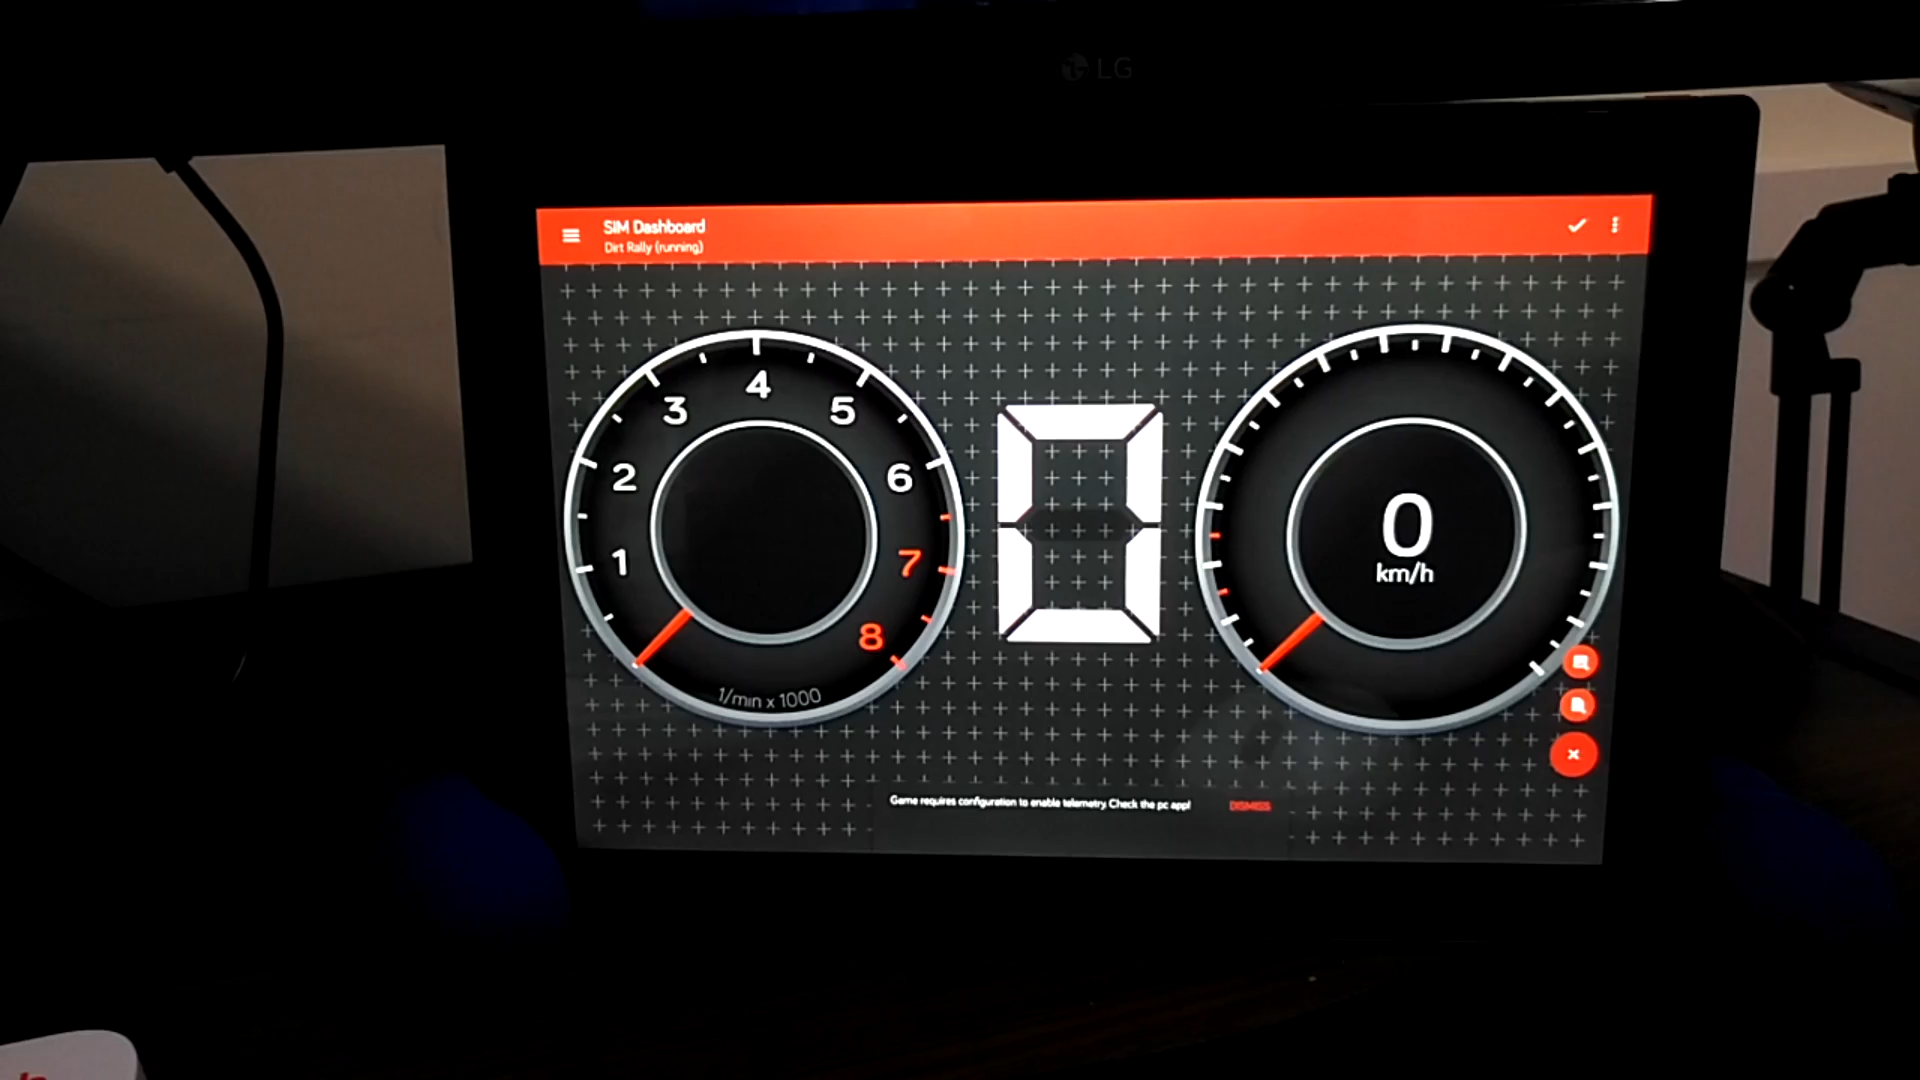 LG
SIM Dashboard
Dirt Rally (running)
1
2
3
4
5
6
7
8
1/min x 1000
0
0
km/h
Game requires configuration to enable telemetry. Check the pc app!
DISMISS